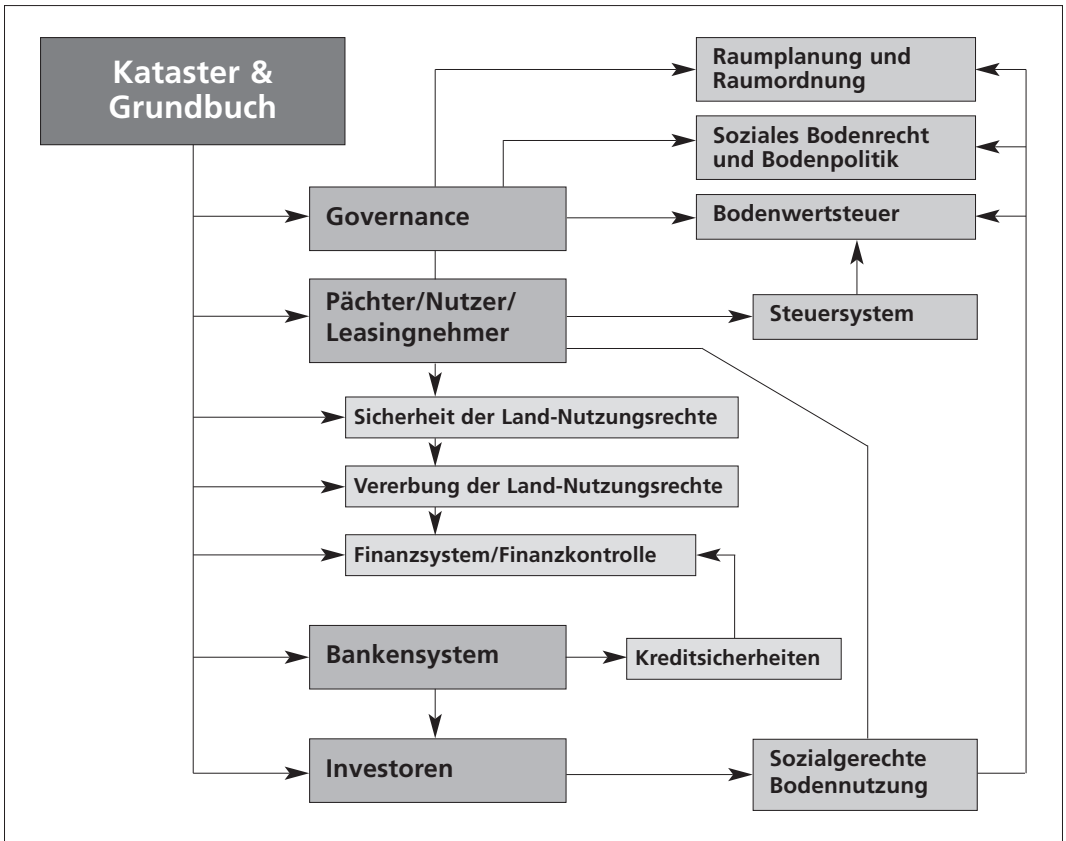 Kataster &
Grundbuch
Raumplanung und
Raumordnung
Soziales Bodenrecht
und Bodenpolitik
Governance
Bodenwertsteuer
Pächter/Nutzer/
Leasingnehmer
Steuersystem
Sicherheit der Land-Nutzungsrechte
Vererbung der Land-Nutzungsrechte
Finanzsystem/Finanzkontrolle
Bankensystem
Kreditsicherheiten
Investoren
Sozialgerechte
Bodennutzung